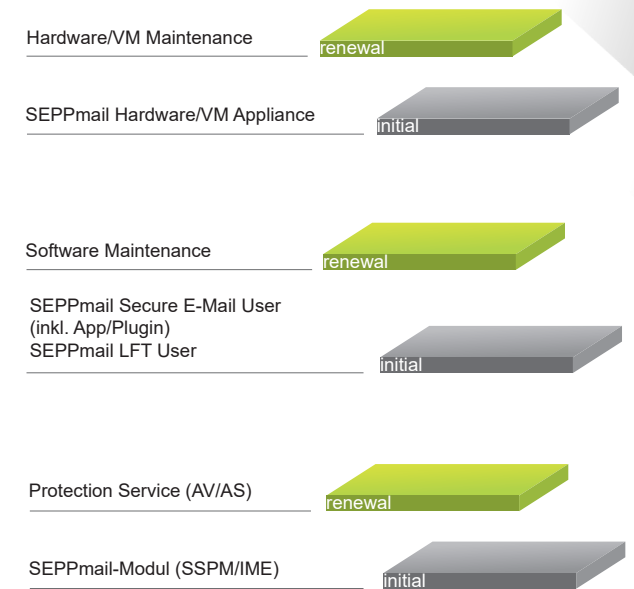 Hardware/VM Maintenance
renewal
SEPPmail Hardware/VM Appliance
initial
Software Maintenance
renewal
SEPPmail Secure E-Mail User
(inkl. App/Plugin)
SEPPmail LFT User
initial
Protection Service (AV/AS)
renewal
SEPPmail-Modul (SSPM/IME)
initial